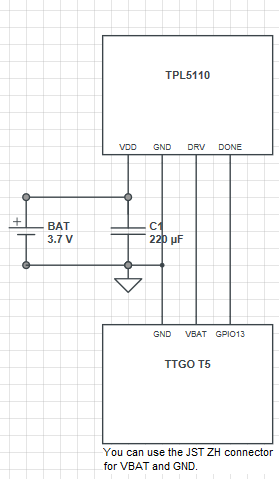 TPL5110
VDD GND DRV DONE
+ BAT C1
3.7 V 220 µF
GND VBAT GPIO13
TTGO T5
You can use the JST ZH connector
for VBAT and GND.